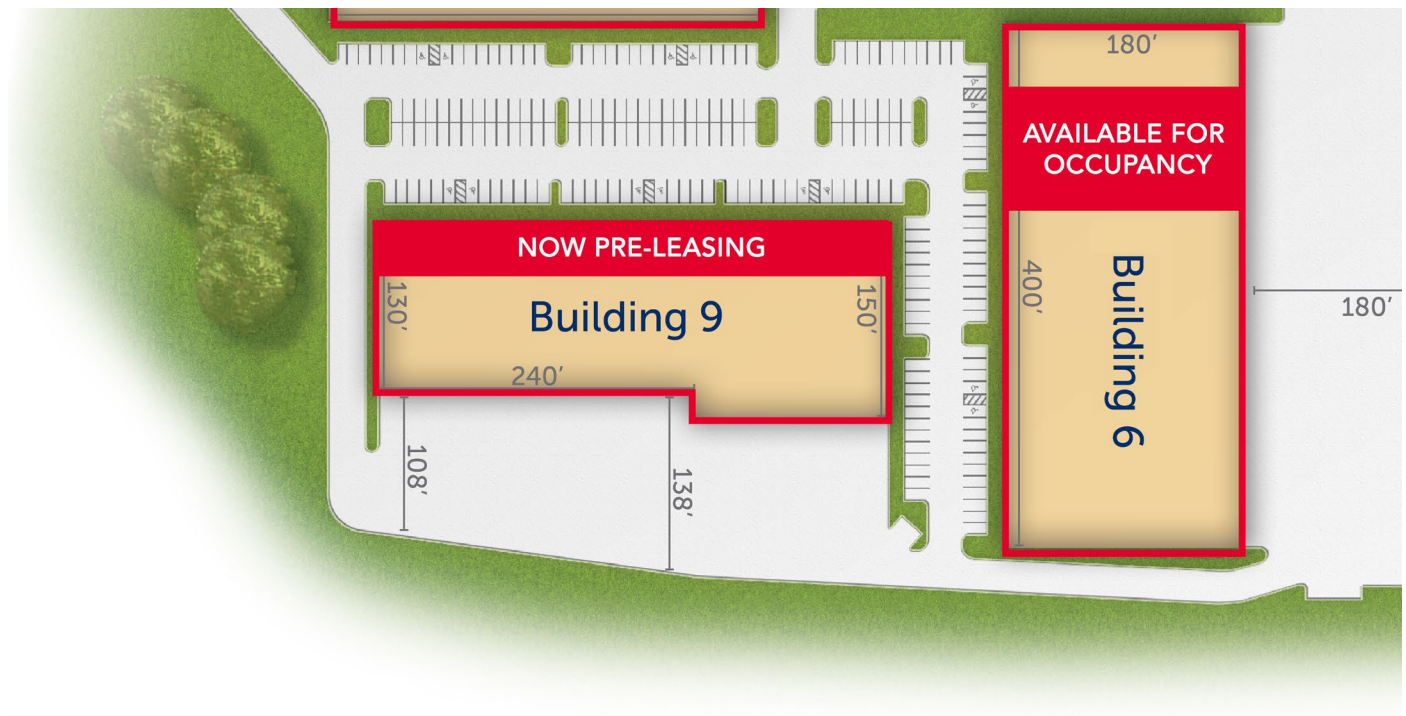 180'
AVAILABLE FOR
OCCUPANCY
NOW PRE-LEASING
130'
Building 9
150'
240'
400'
Building 6
180'
108'
138'